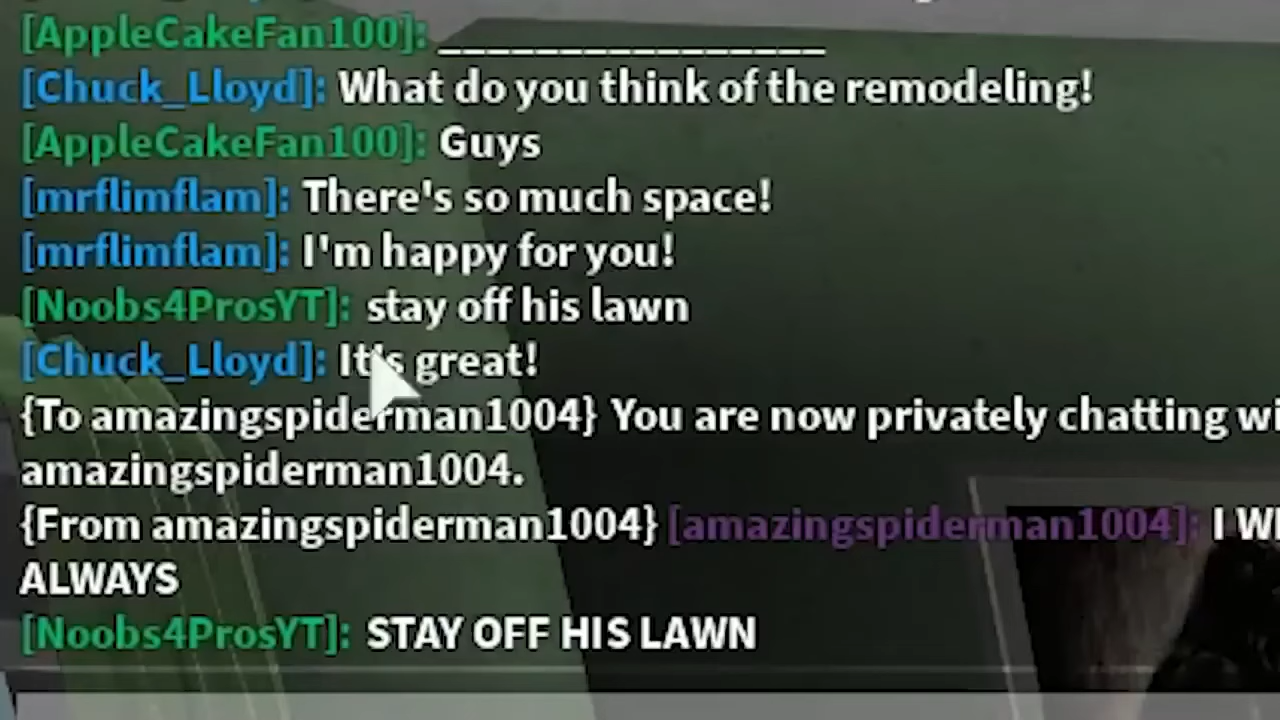 [AppleCakeFan100]: ________________
[Chuck_Lloyd]: What do you think of the remodeling!
[AppleCakeFan100]: Guys
[mrflimflam]: There's so much space!
[mrflimflam]: I'm happy for you!
[Noobs4ProsYT]: stay off his lawn
[Chuck_Lloyd]: It's great!
{To amazingspiderman1004} You are now privately chatting
amazingspiderman1004.
{From amazingspiderman1004} [amazingspiderman1004]: I
ALWAYS
[Noobs4ProsYT]: STAY OFF HIS LAWN